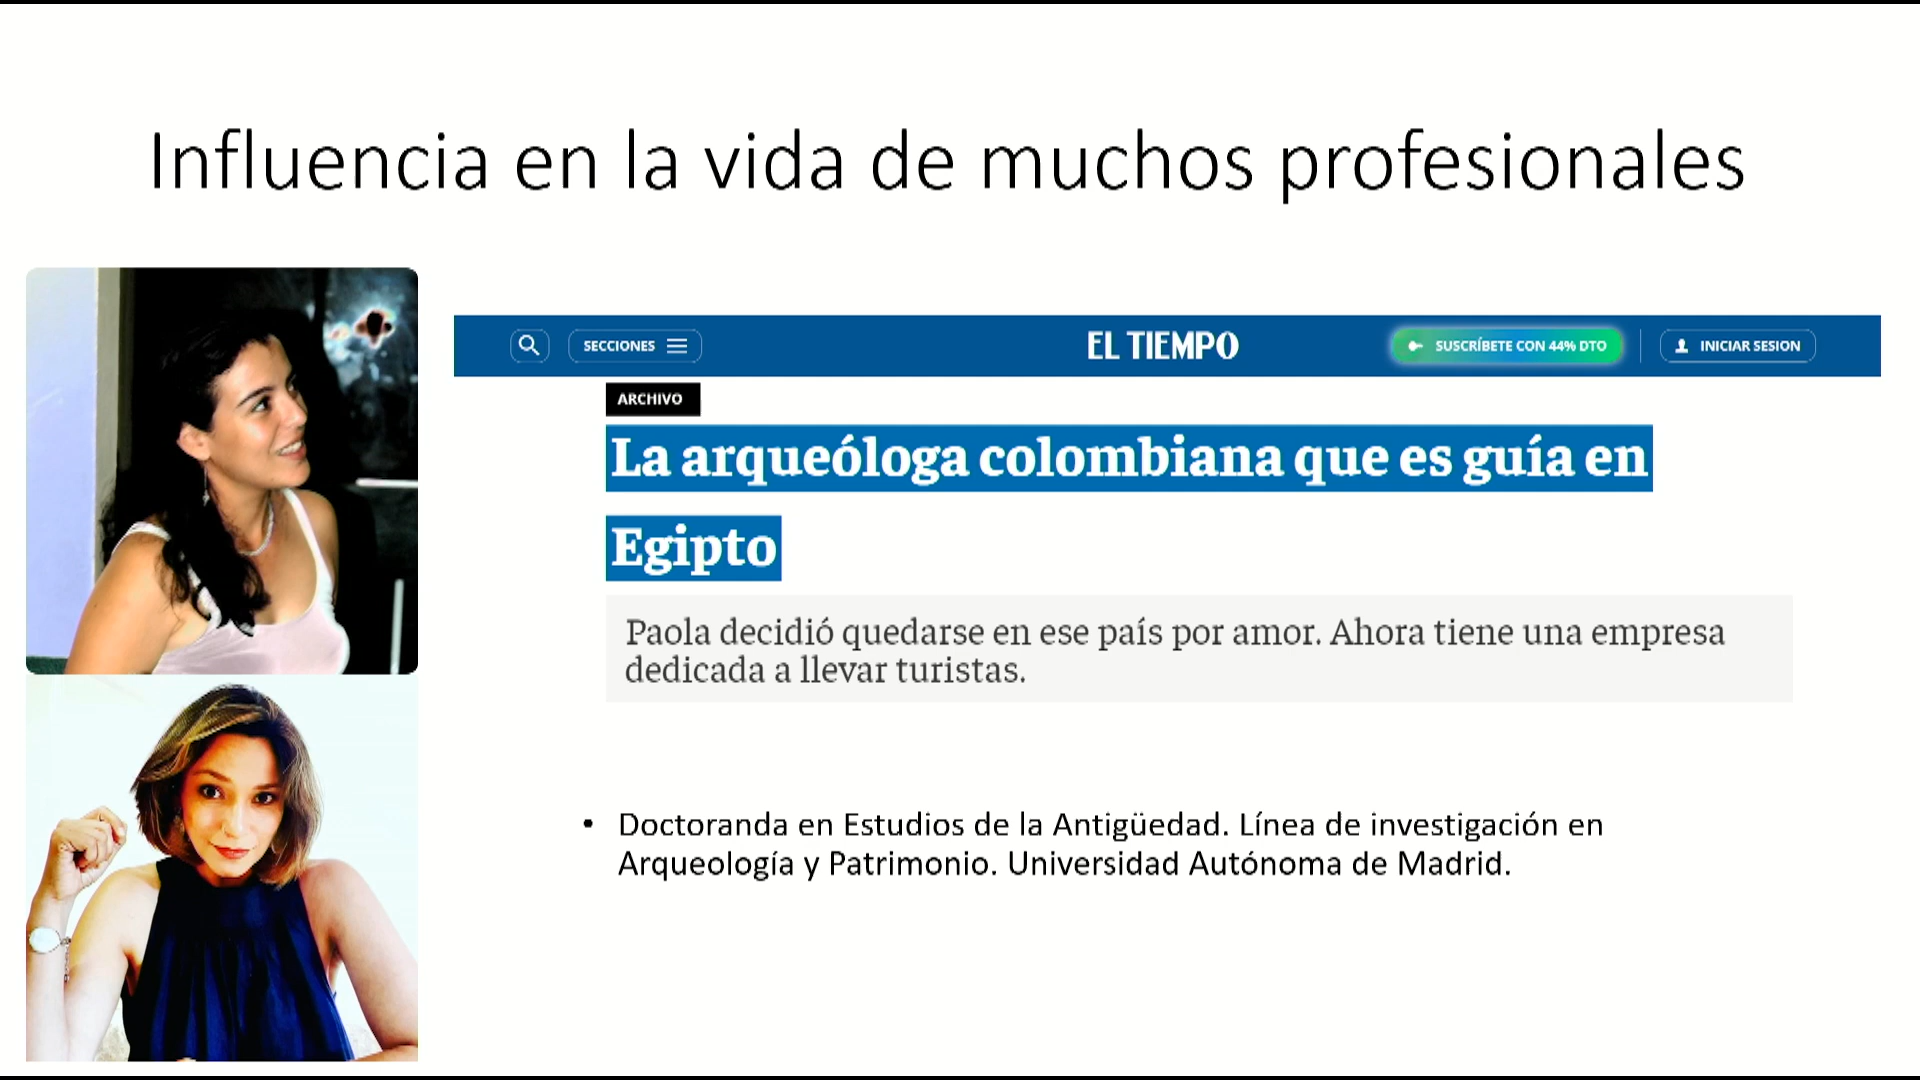 Influencia en la vida de muchos profesionales
SECCIONES
EL TIEMPO
SUSCRÍBETE CON 44% DTO
INICIAR SESION
ARCHIVO
La arqueóloga colombiana que es guía en
Egipto
Paola decidió quedarse en ese país por amor. Ahora tiene una empresa
dedicada a llevar turistas.
• Doctoranda en Estudios de la Antigüedad. Línea de investigación en
Arqueología y Patrimonio. Universidad Autónoma de Madrid.